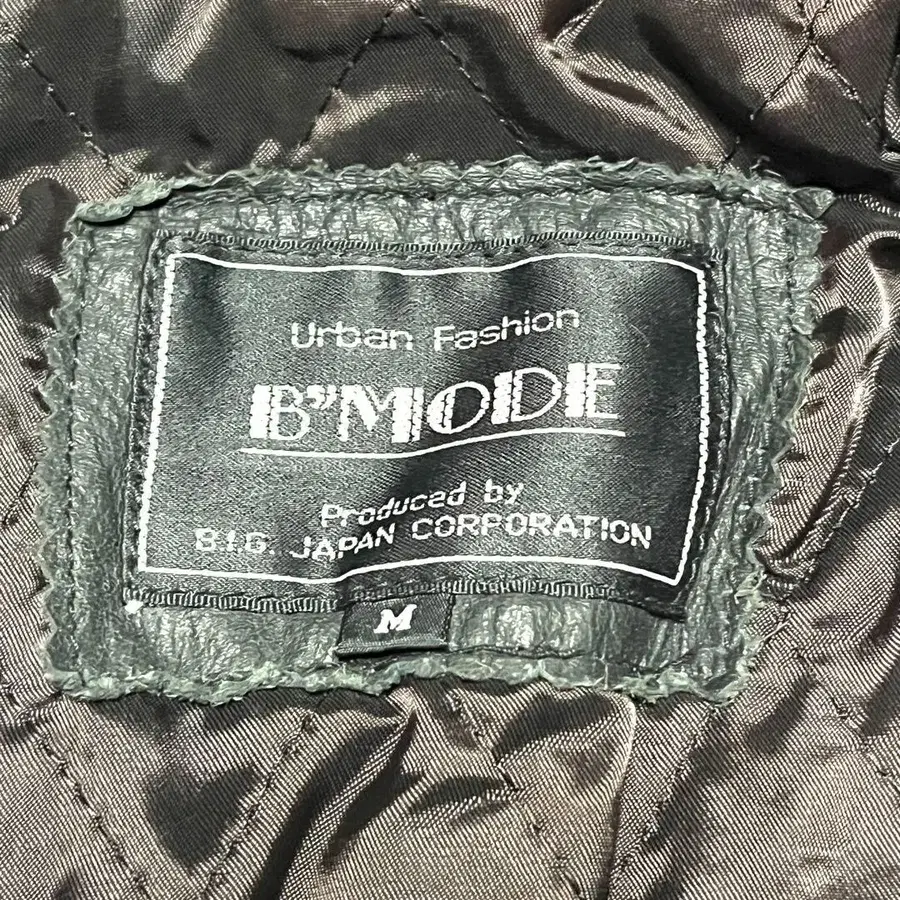 Urban Fashion
B"MODE
Produced by
B.I.G. JAPAN CORPORATION
M